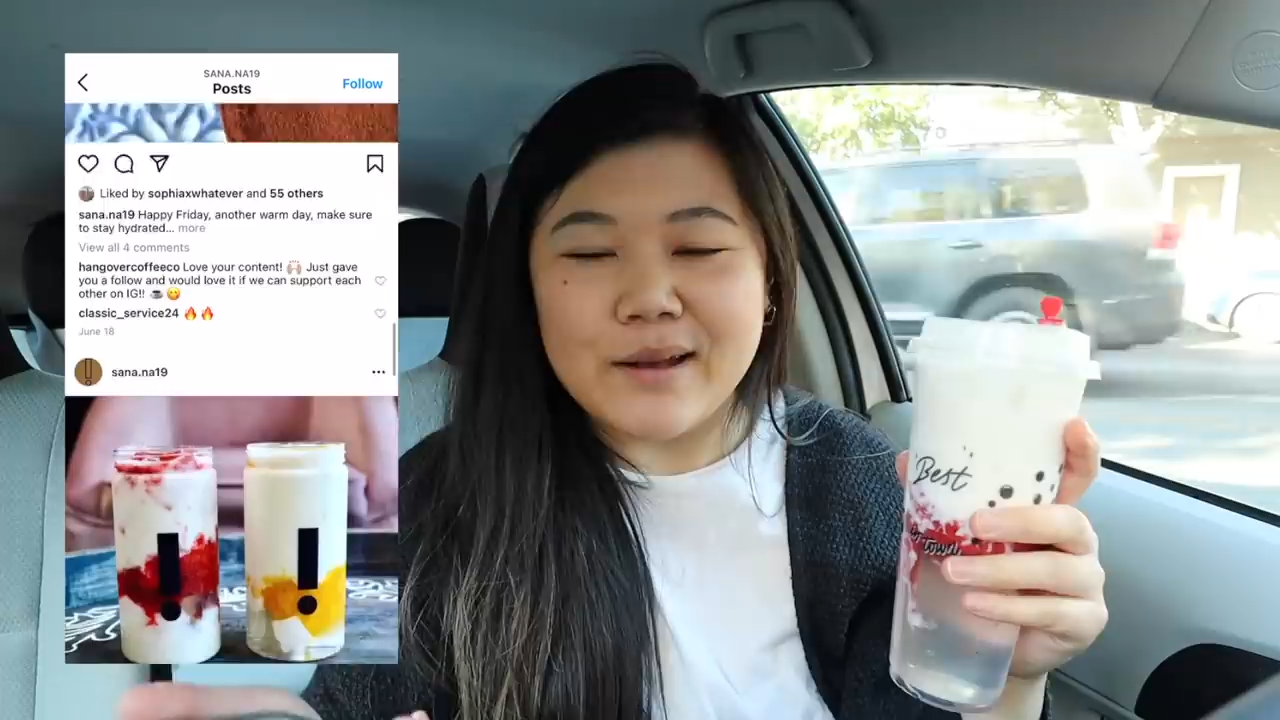 SANA.NA19
Posts
Follow
Liked by sophiaxwhatever and 55 others
sana.na19 Happy Friday, another warm day, make sure
to stay hydrated... more
View all 4 comments
hangovercoffeeco Love your content! 🙌🏼 Just gave
you a follow and would love it if we can support each
other on IG!! ☕😋
classic_service24 🔥🔥
June 18
sana.na19
!
!
Best
in Town